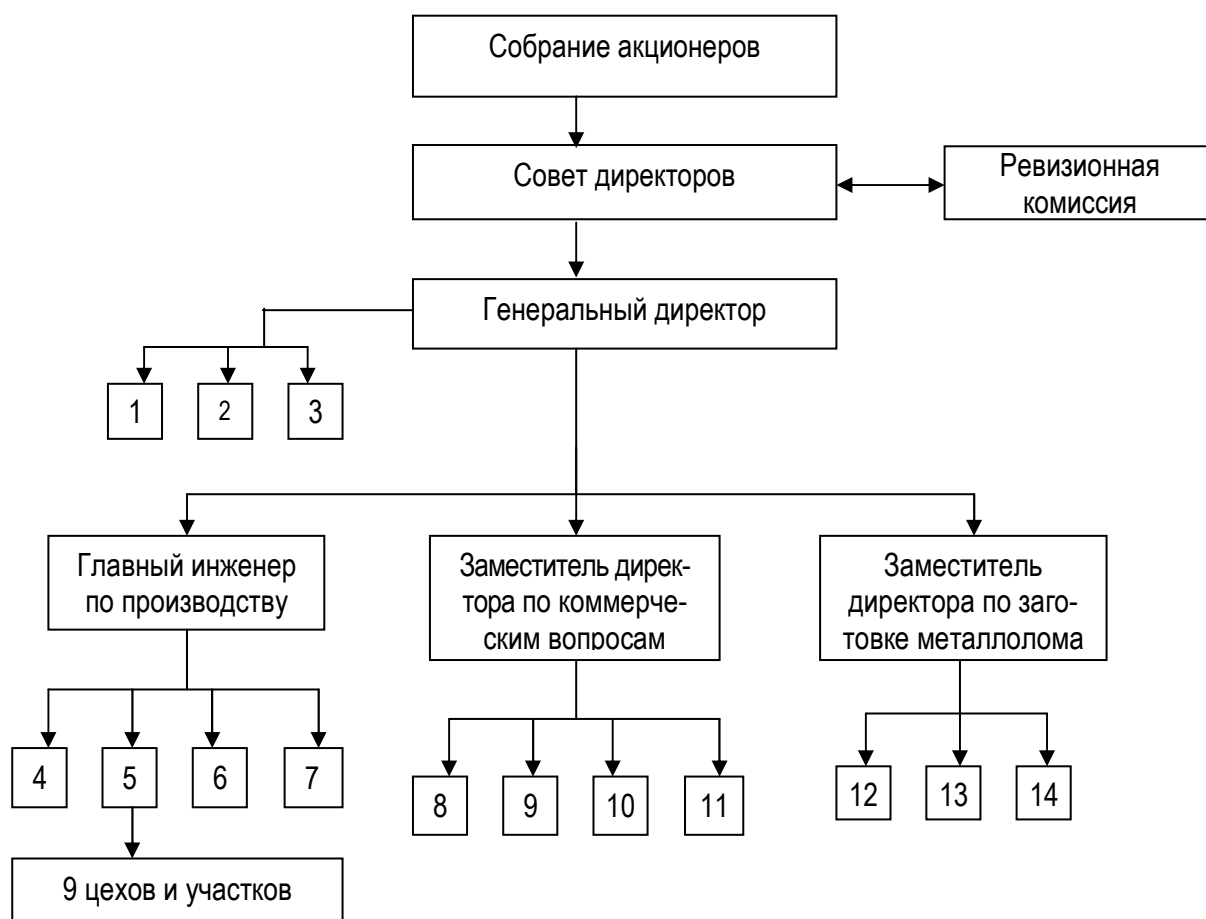 Собрание акционеров
Совет директоров
Ревизионная
комиссия
Генеральный директор
1
2
3
Главный инженер
по производству
Заместитель дирек-
тора по коммерче-
ским вопросам
Заместитель
директора по заго-
товке металлолома
4
5
6
7
8
9
10
11
12
13
14
9 цехов и участков